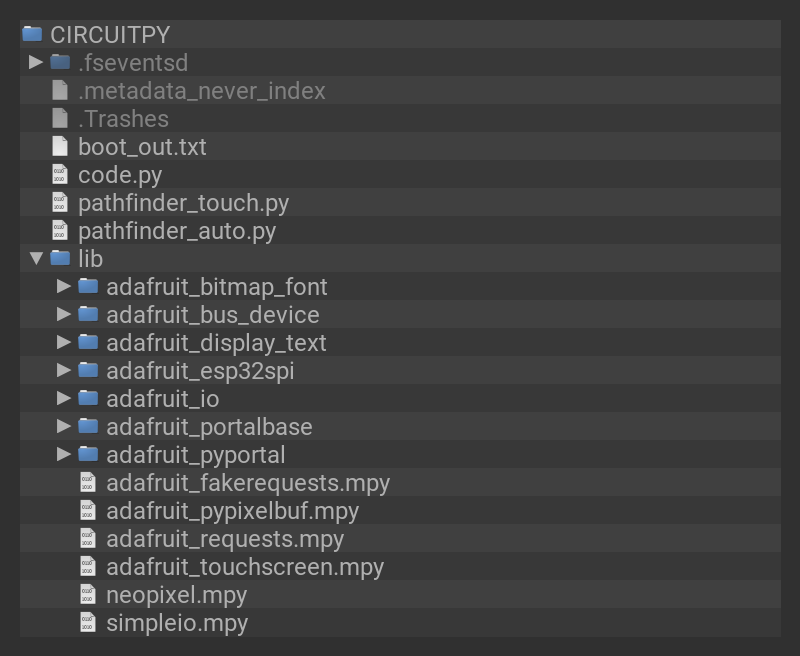 CIRCUITPY
.fseventsd
.metadata_never_index
.Trashes
boot_out.txt
code.py
pathfinder_touch.py
pathfinder_auto.py
lib
adafruit_bitmap_font
adafruit_bus_device
adafruit_display_text
adafruit_esp32spi
adafruit_io
adafruit_portalbase
adafruit_pyportal
adafruit_fakerequests.mpy
adafruit_pypixelbuf.mpy
adafruit_requests.mpy
adafruit_touchscreen.mpy
neopixel.mpy
simpleio.mpy